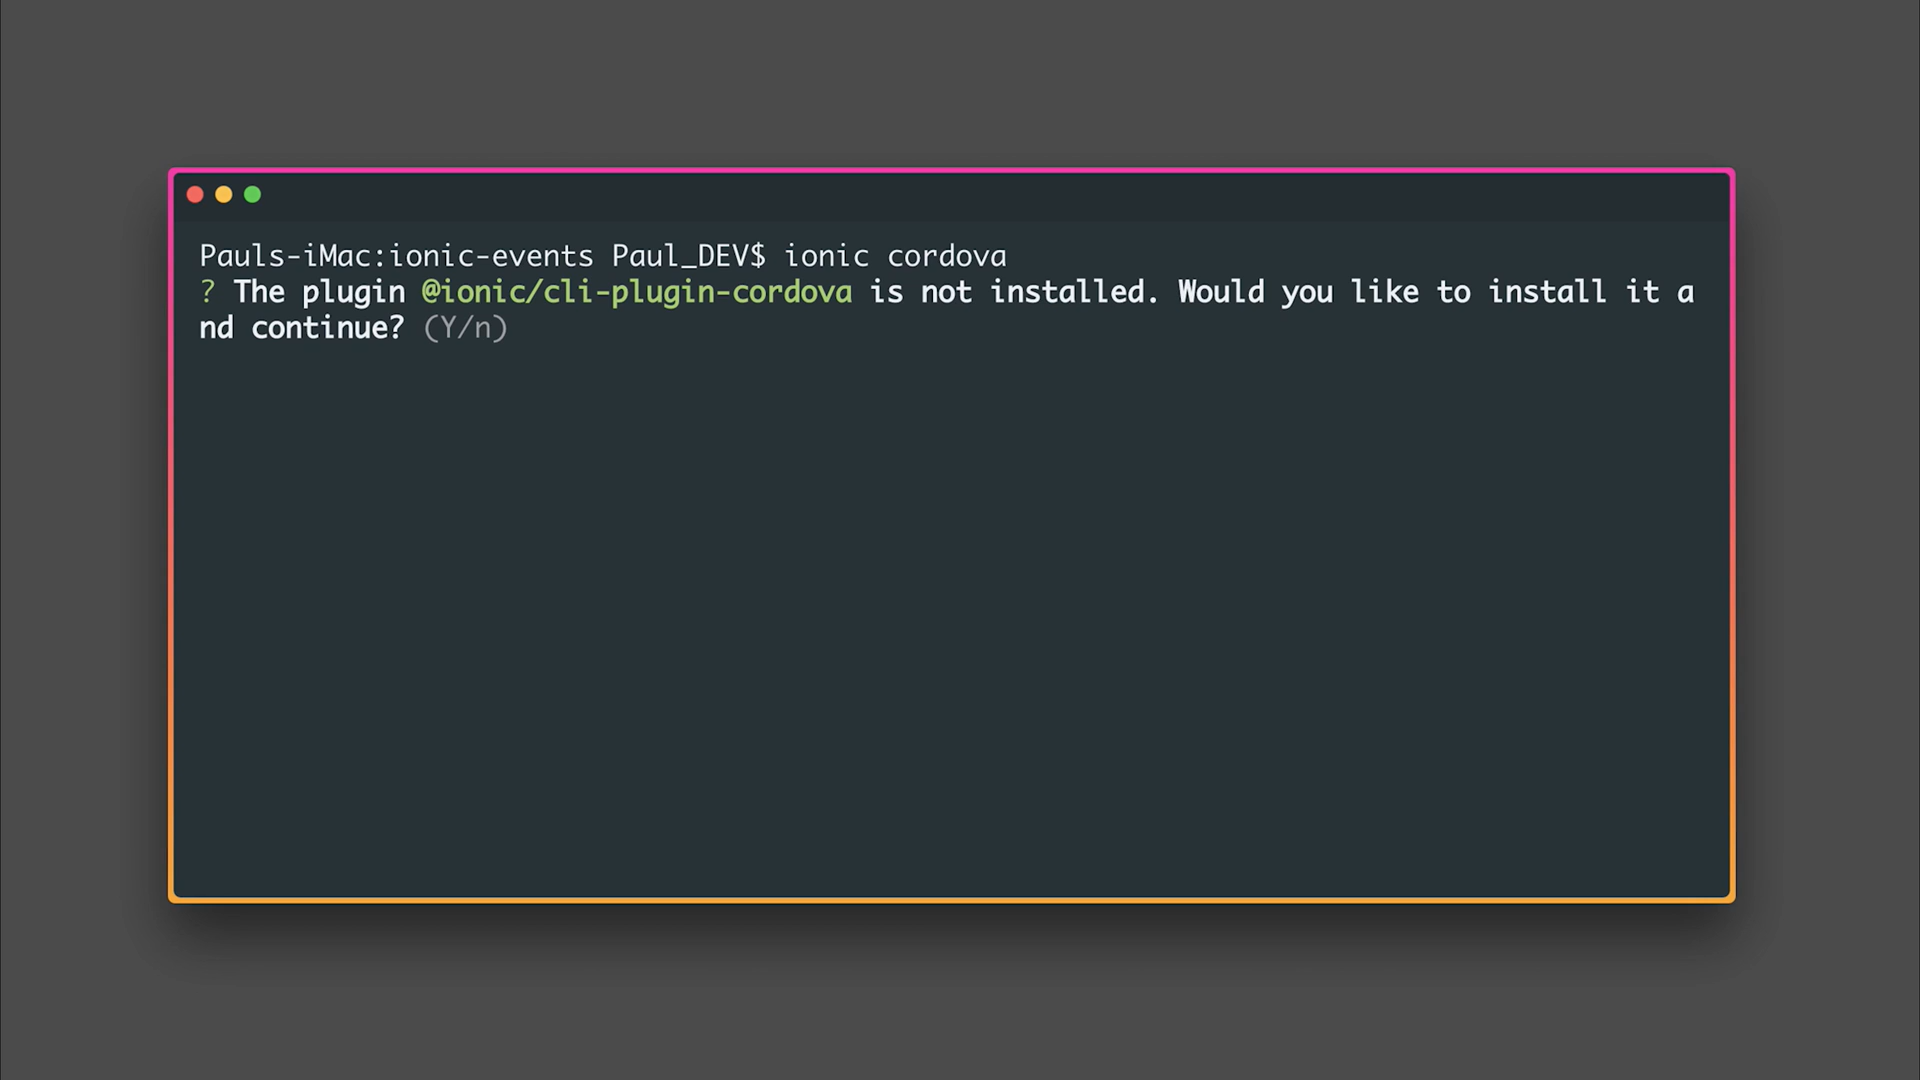 Pauls-iMac:ionic-events Paul_DEV$ ionic cordova
? The plugin @ionic/cli-plugin-cordova is not installed. Would you like to install it a
nd continue? (Y/n)